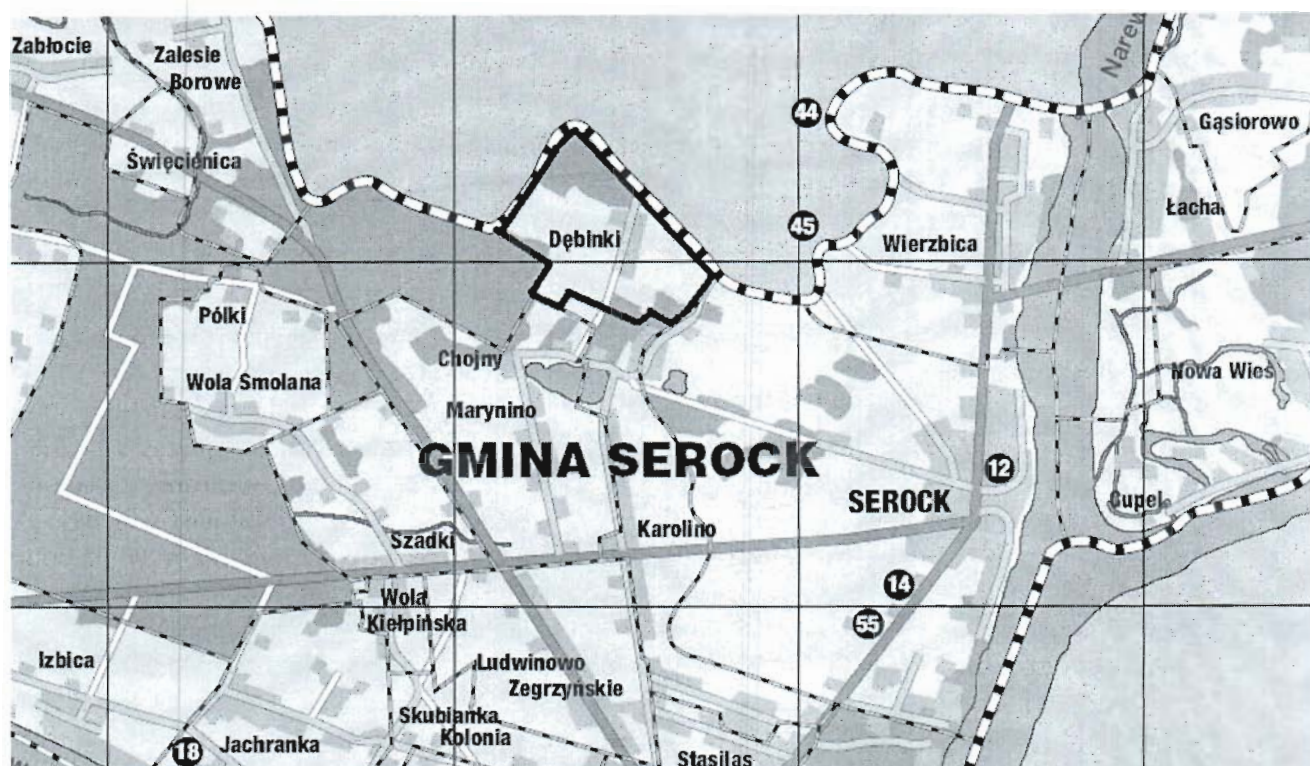 Zabłocie
Zalesie
Borowe
Narew
44
Gąsiorowo
Święcienica
Łacha
45
Dębinki
Wierzbica
Pólki
Chojny
Wola Smolana
Nowa Wieś
Marynino
GMINA SEROCK
12
SEROCK
Cupel
Karolino
Szadki
14
Wola
Kiełpińska
55
Izbica
Ludwinowo
Zegrzyńskie
Skubianka
Kolonia
Jachranka
18
Stasilas